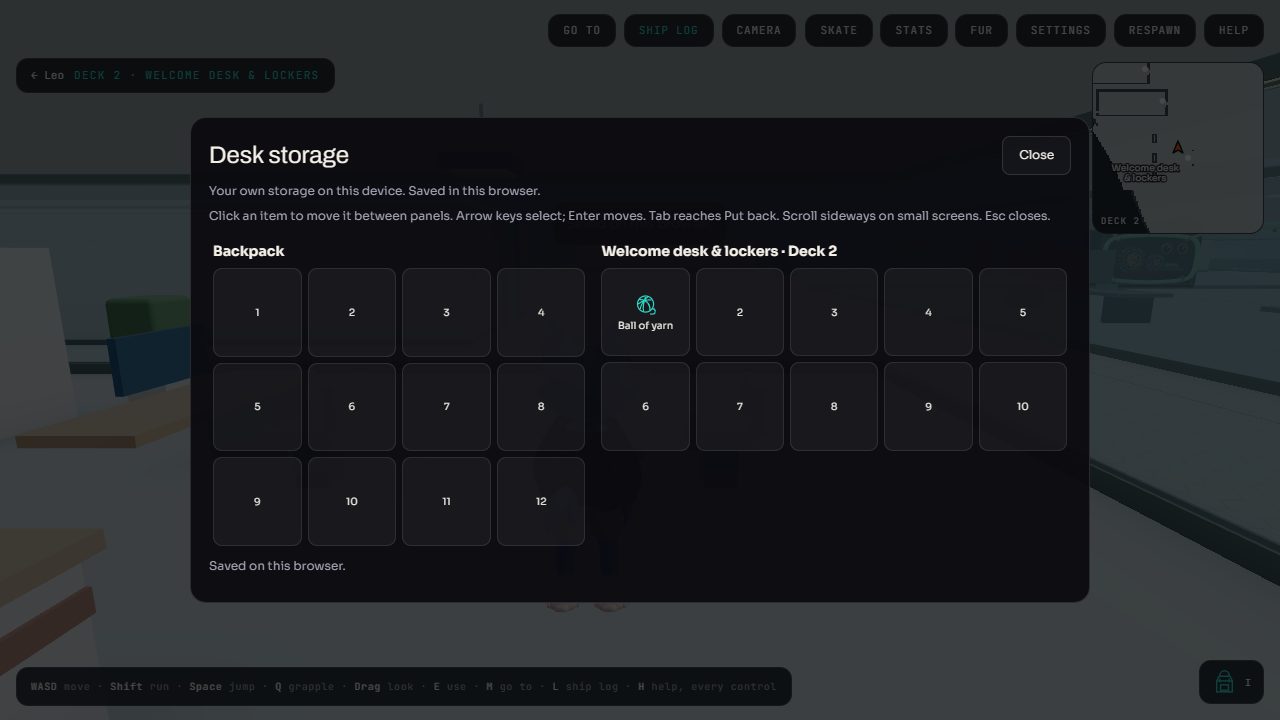 GO TO
SHIP LOG
CAMERA
SKATE
STATS
FUR
SETTINGS
RESPAWN
HELP
← Leo DECK 2 · WELCOME DESK & LOCKERS
Desk storage
Close
Your own storage on this device. Saved in this browser.
Click an item to move it between panels. Arrow keys select; Enter moves. Tab reaches Put back. Scroll sideways on small screens. Esc closes.
Backpack
1 2 3 4
5 6 7 8
9 10 11 12
Welcome desk & lockers · Deck 2
Ball of yarn 2 3 4 5
6 7 8 9 10
Saved on this browser.
Welcome desk
& lockers
DECK 2
WASD move · Shift run · Space jump · Q grapple · Drag look · E use · M go to · L ship log · H help, every control
I